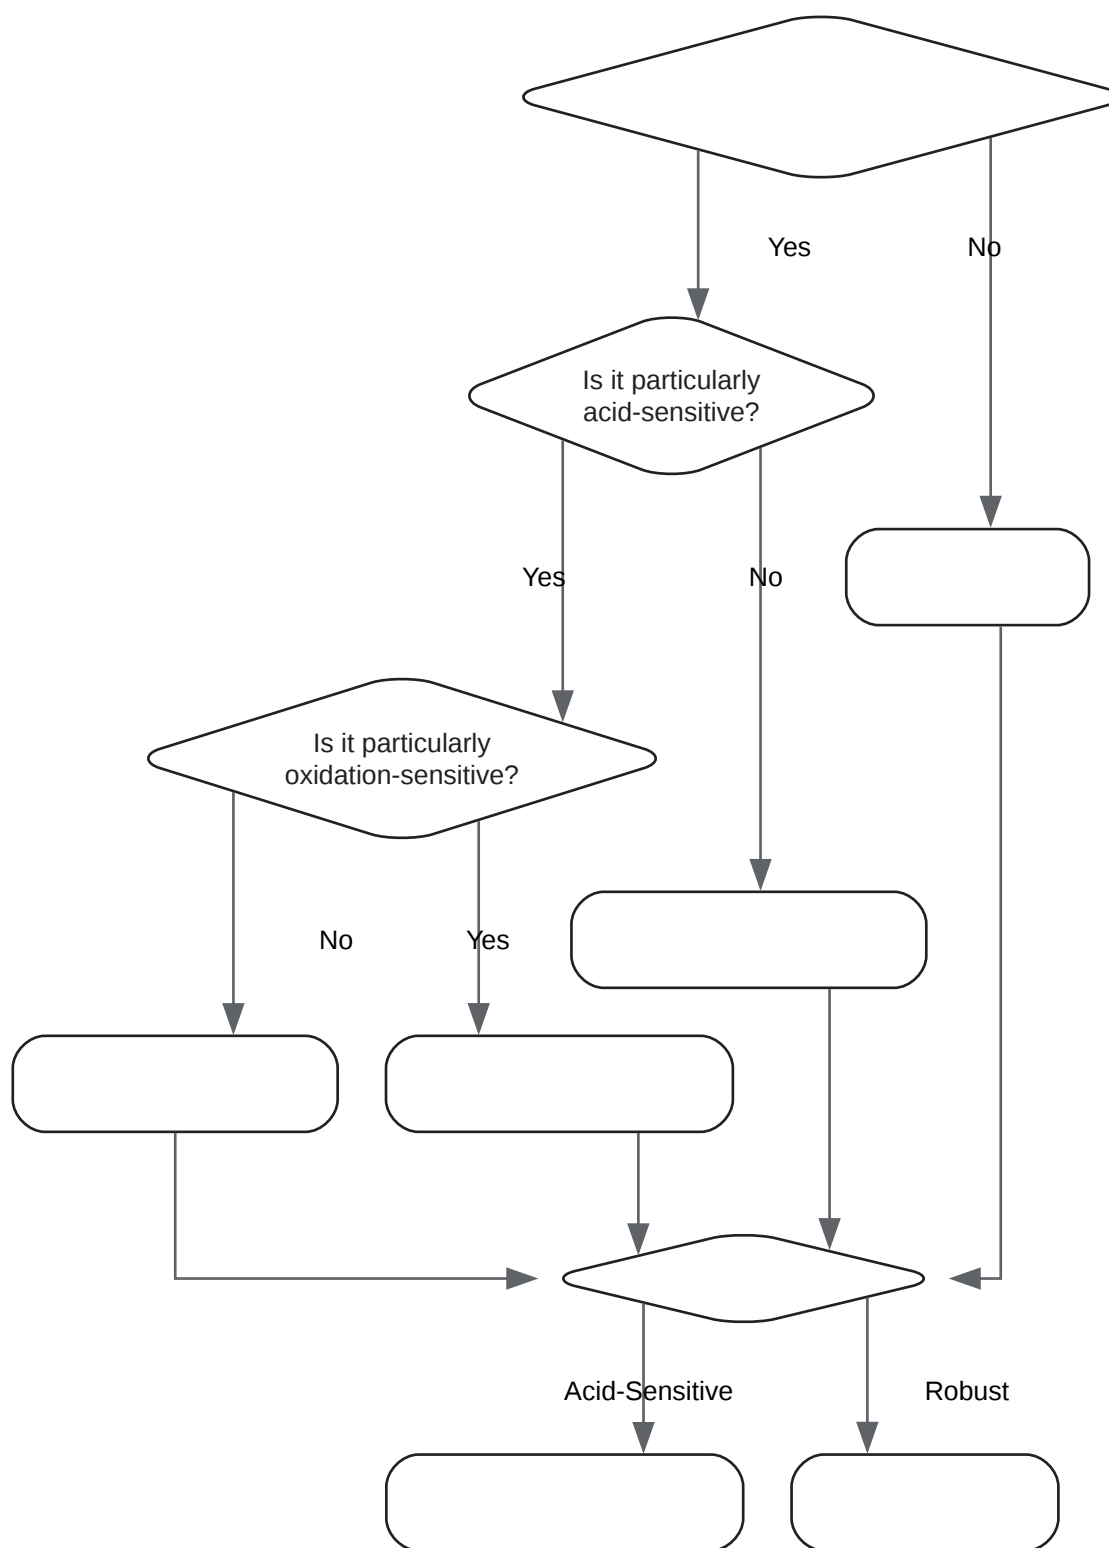 Yes
No
Is it particularly
acid-sensitive?
Yes
No
Is it particularly
oxidation-sensitive?
No
Yes
Acid-Sensitive
Robust